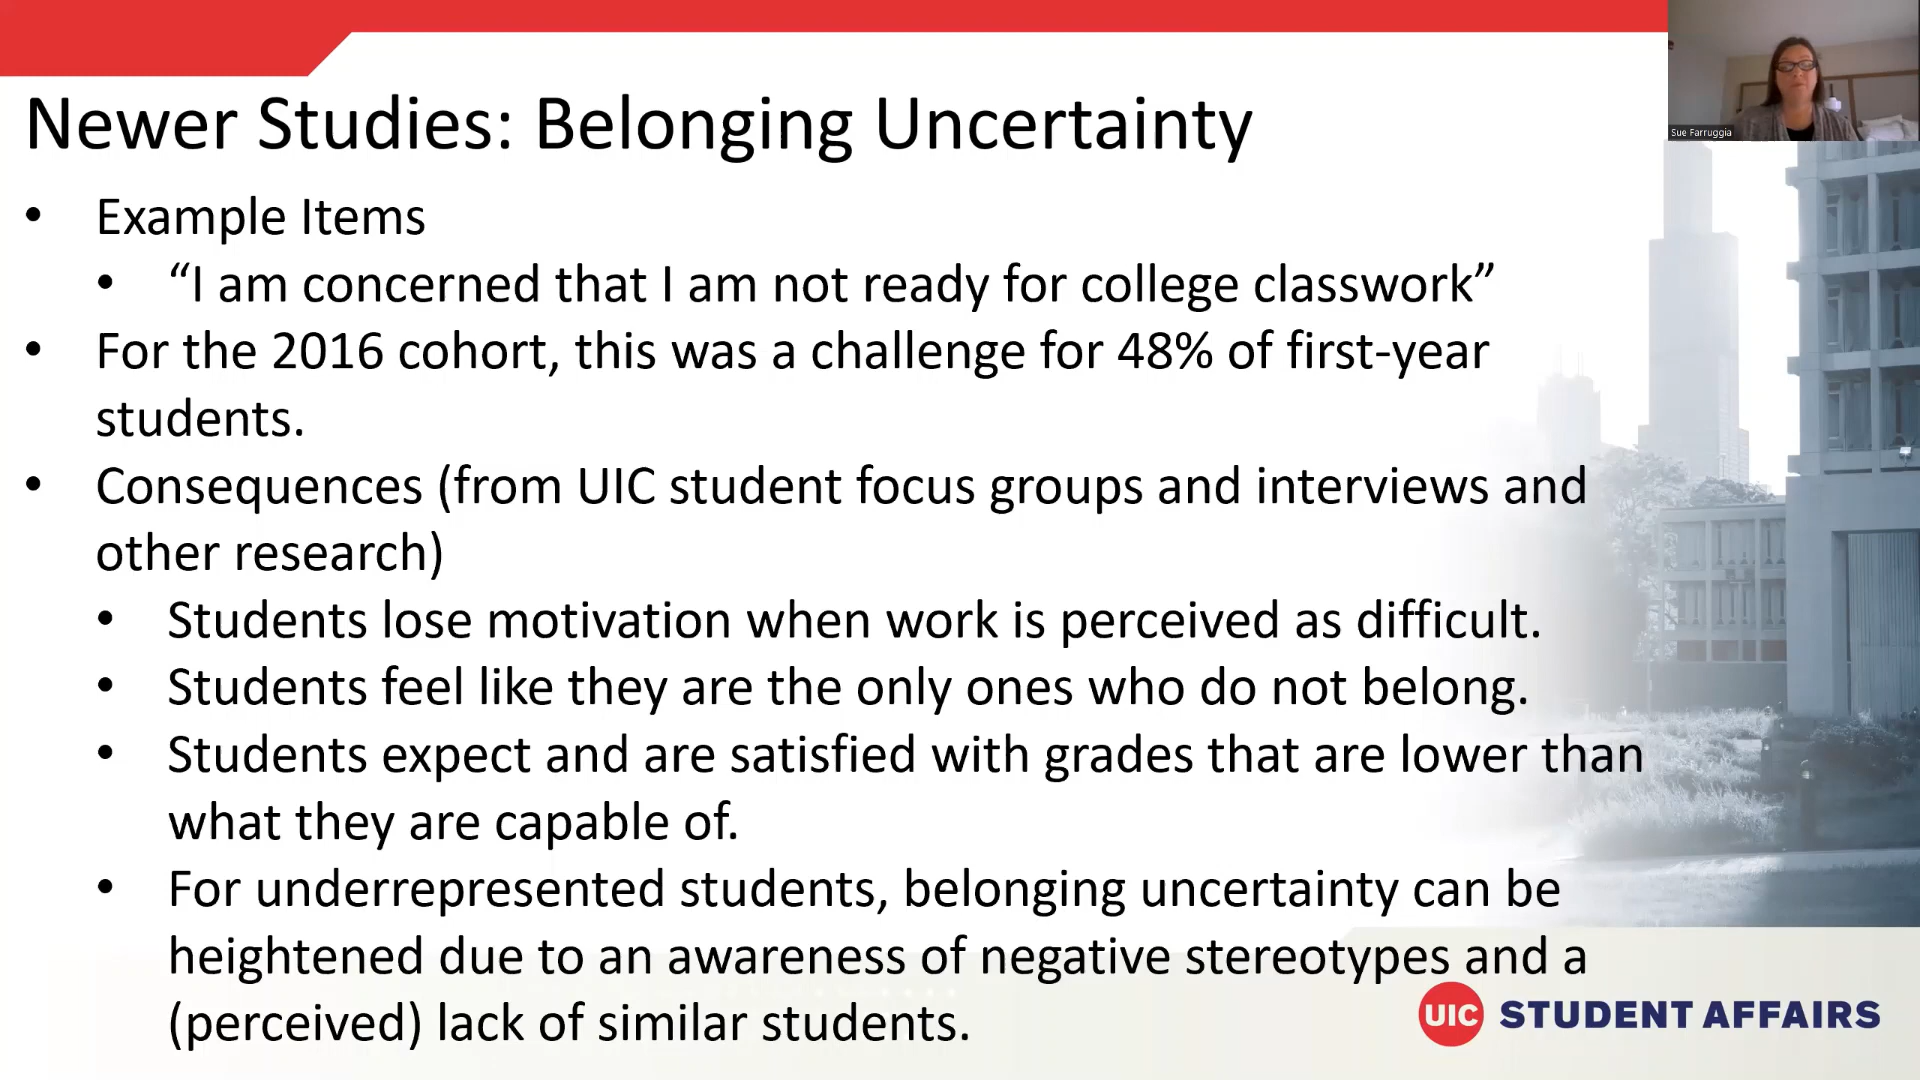 Newer Studies: Belonging Uncertainty
Sue Farruggia
• Example Items
• “I am concerned that I am not ready for college classwork”
• For the 2016 cohort, this was a challenge for 48% of first-year
students.
• Consequences (from UIC student focus groups and interviews and
other research)
• Students lose motivation when work is perceived as difficult.
• Students feel like they are the only ones who do not belong.
• Students expect and are satisfied with grades that are lower than
what they are capable of.
• For underrepresented students, belonging uncertainty can be
heightened due to an awareness of negative stereotypes and a
(perceived) lack of similar students.
UIC STUDENT AFFAIRS